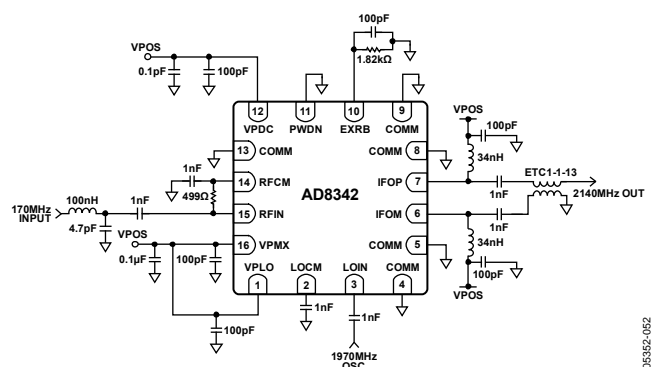 100pF
1.82kΩ
VPOS
0.1pF
100pF
12
11
10
9
VPDC
PWDN
EXRB
COMM
VPOS
100pF
34nH
13
COMM
COMM
8
1nF
ETC1-1-13
14
RFCM
IFOP
7
1nF
2140MHz OUT
499Ω
AD8342
100nH
1nF
170MHz
INPUT
15
RFIN
IFOM
6
1nF
4.7pF
VPOS
34nH
16
VPMX
COMM
5
0.1µF
100pF
100pF
VPLO
LOCM
LOIN
COMM
VPOS
1
2
3
4
1nF
1nF
100pF
1970MHz
OSC
05352-052